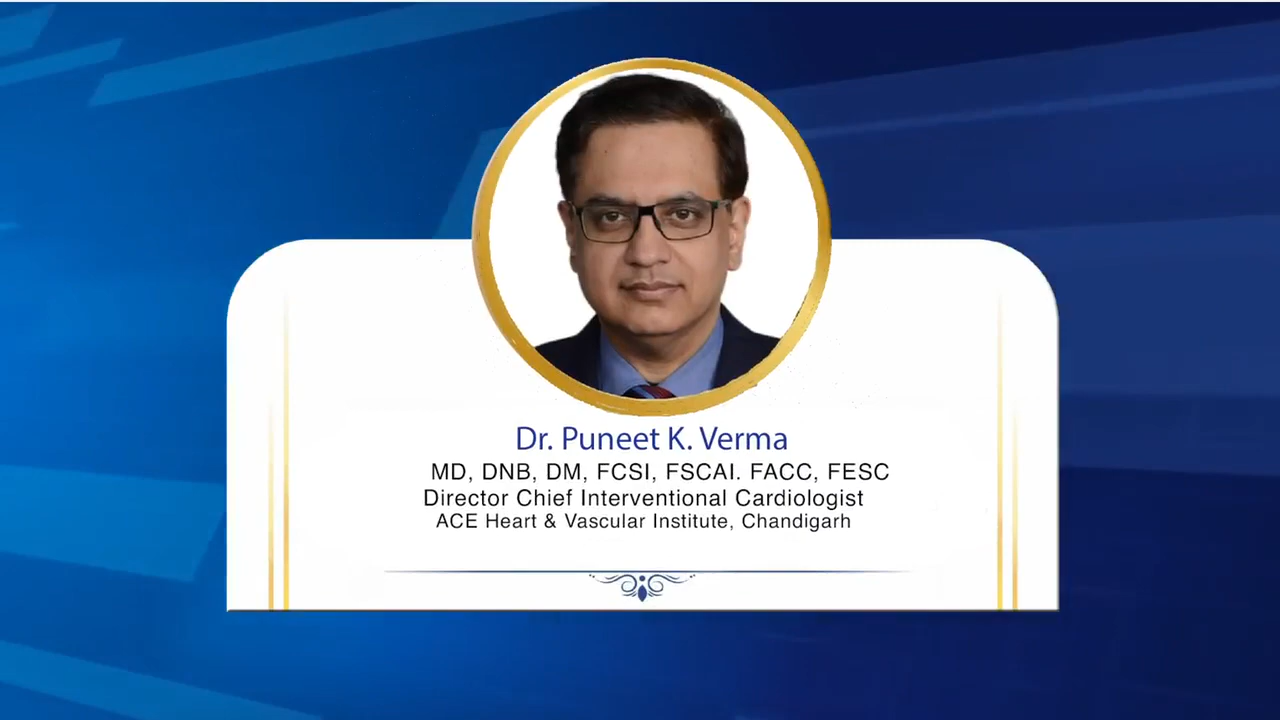 Dr. Puneet K. Verma
MD, DNB, DM, FCSI, FSCAI. FACC, FESC
Director Chief Interventional Cardiologist
ACE Heart & Vascular Institute, Chandigarh